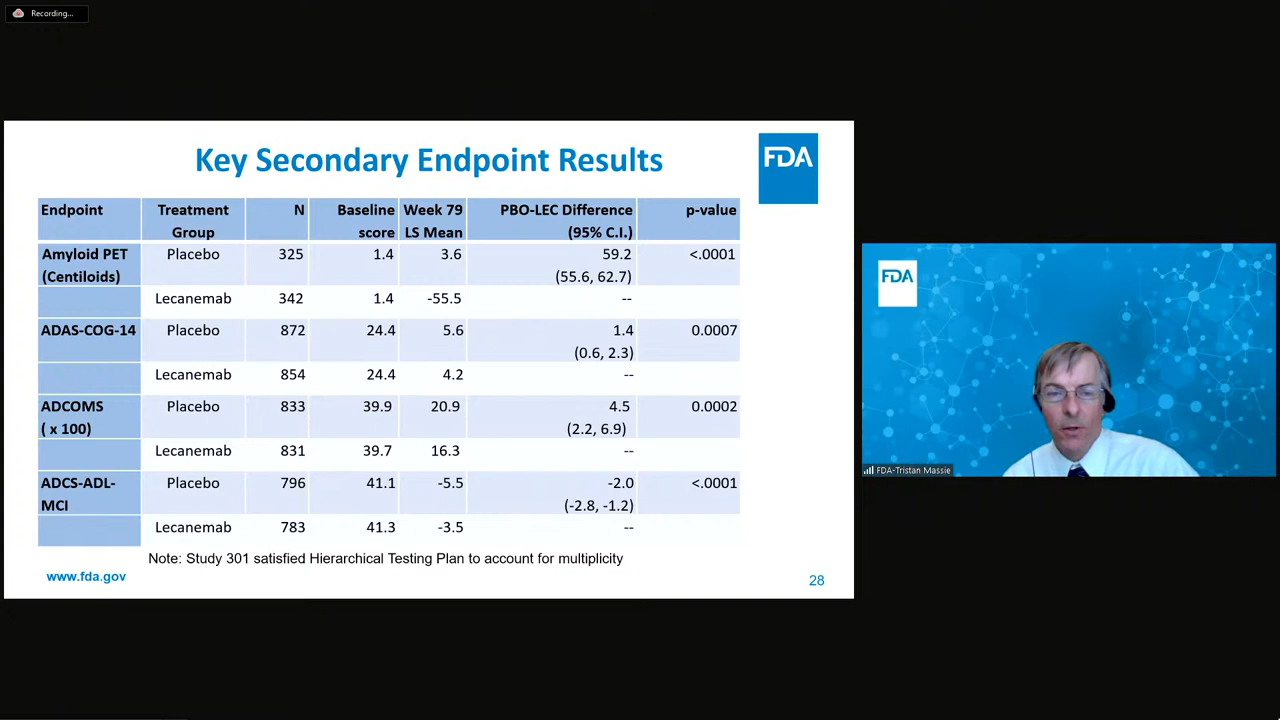 Recording...
Key Secondary Endpoint Results
FDA
Endpoint Treatment Group N Baseline score Week 79 LS Mean PBO-LEC Difference (95% C.I.) p-value
Amyloid PET (Centiloids) Placebo 325 1.4 3.6 59.2 (55.6, 62.7) <.0001
Lecanemab 342 1.4 -55.5 --
ADAS-COG-14 Placebo 872 24.4 5.6 1.4 (0.6, 2.3) 0.0007
Lecanemab 854 24.4 4.2 --
ADCOMS ( x 100) Placebo 833 39.9 20.9 4.5 (2.2, 6.9) 0.0002
Lecanemab 831 39.7 16.3 --
ADCS-ADL-MCI Placebo 796 41.1 -5.5 -2.0 (-2.8, -1.2) <.0001
Lecanemab 783 41.3 -3.5 --
Note: Study 301 satisfied Hierarchical Testing Plan to account for multiplicity
www.fda.gov
28
FDA
FDA-Tristan Massie